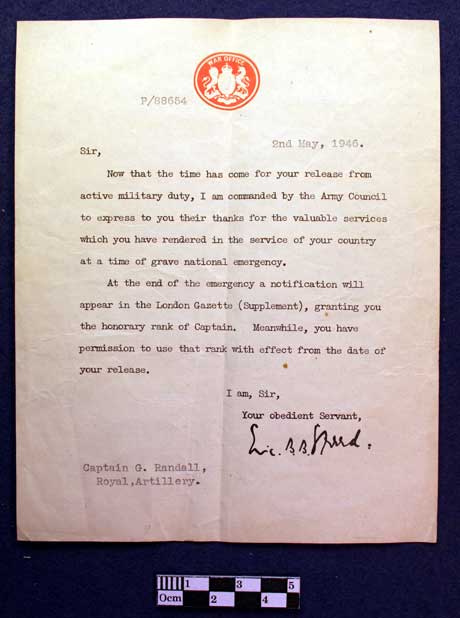 WAR OFFICE
P/88654
2nd May, 1946.
Sir,
Now that the time has come for your release from
active military duty, I am commanded by the Army Council
to express to you their thanks for the valuable services
which you have rendered in the service of your country
at a time of grave national emergency.
At the end of the emergency a notification will
appear in the London Gazette (Supplement), granting you
the honorary rank of Captain. Meanwhile, you have
permission to use that rank with effect from the date of
your release.
I am, Sir,
Your obedient Servant,
Eric. B. B. Speed.
Captain G. Randall,
Royal,Artillery.
1 3 5
0cm 2 4